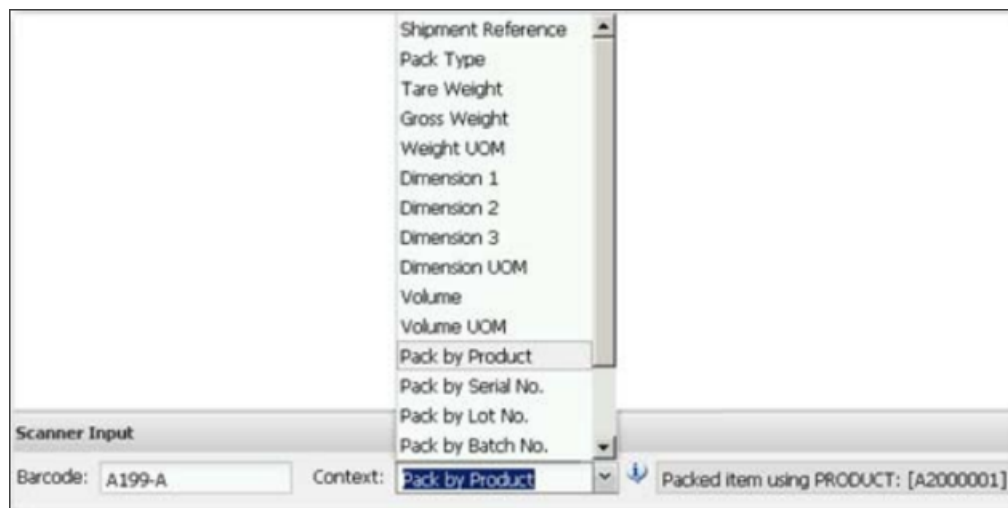 Shipment Reference
Pack Type
Tare Weight
Gross Weight
Weight UOM
Dimension 1
Dimension 2
Dimension 3
Dimension UOM
Volume
Volume UOM
Pack by Product
Pack by Serial No.
Pack by Lot No.
Pack by Batch No.
Scanner Input
Barcode: A199-A Context: Pack by Product Packed item using PRODUCT: [A2000001]